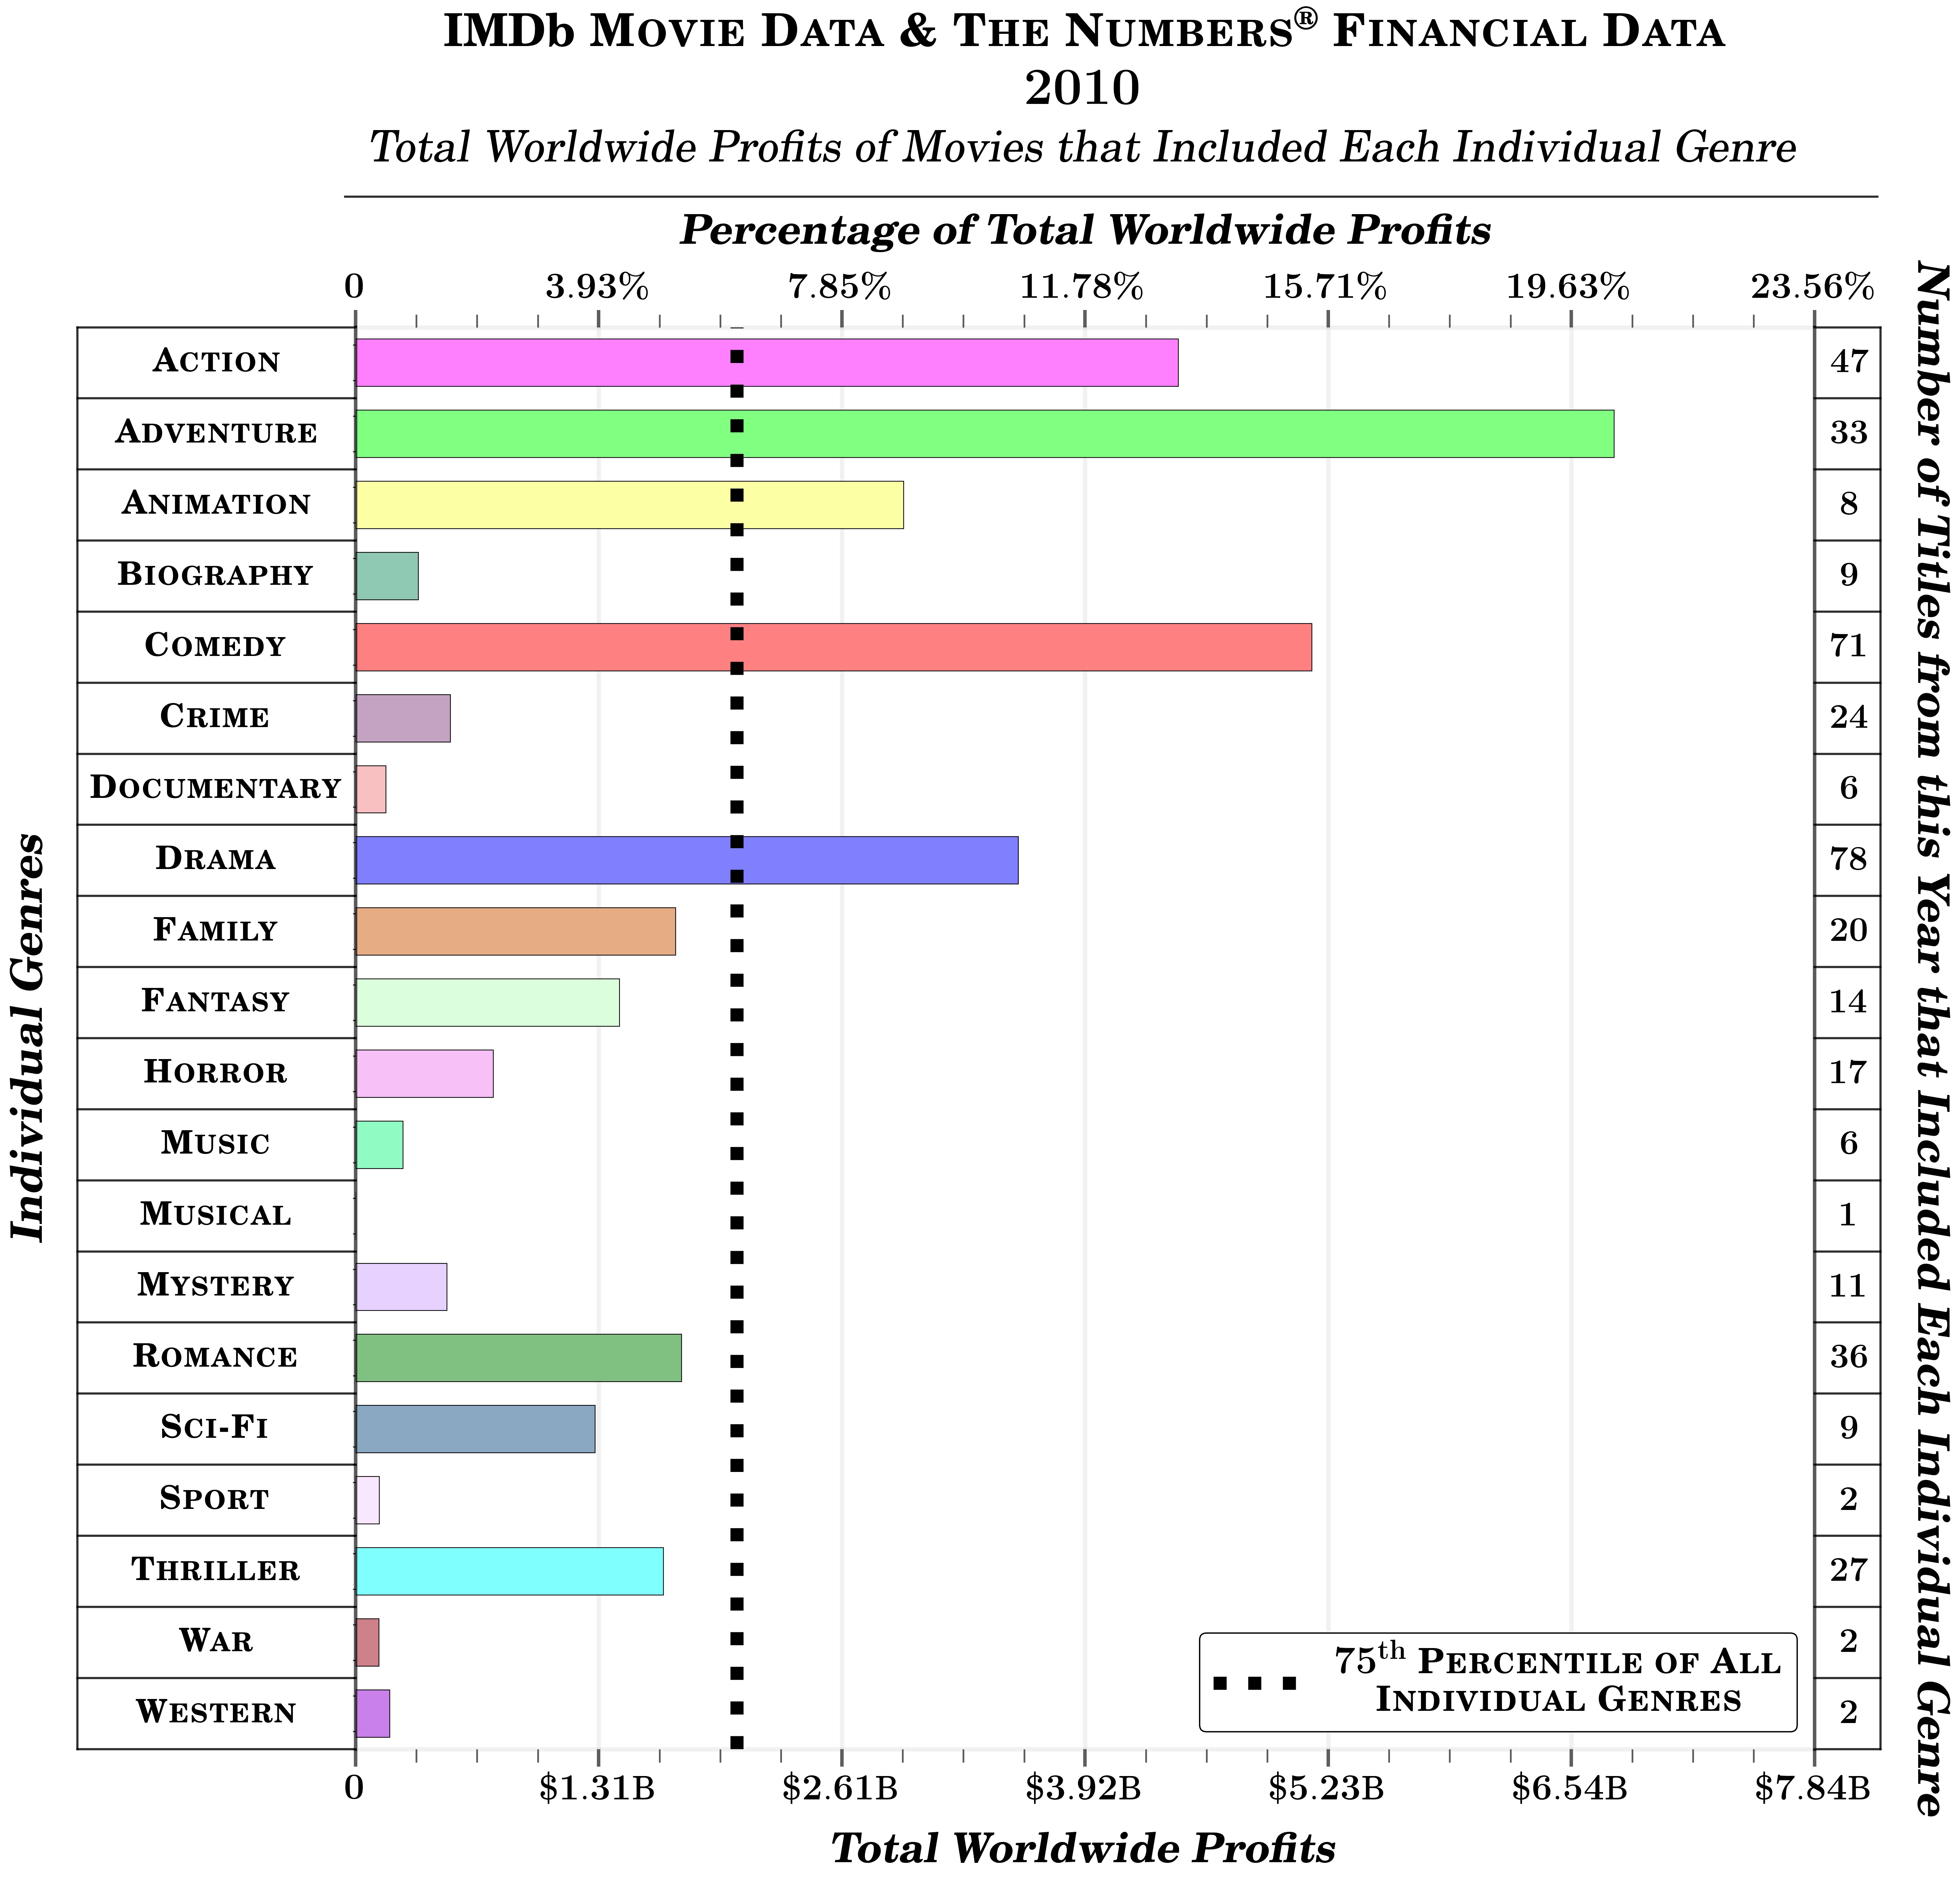 IMDb Movie Data & The Numbers® Financial Data
2010
Total Worldwide Profits of Movies that Included Each Individual Genre
Percentage of Total Worldwide Profits
0 3.93% 7.85% 11.78% 15.71% 19.63% 23.56%
Individual Genres
Number of Titles from this Year that Included Each Individual Genre
Action 47
Adventure 33
Animation 8
Biography 9
Comedy 71
Crime 24
Documentary 6
Drama 78
Family 20
Fantasy 14
Horror 17
Music 6
Musical 1
Mystery 11
Romance 36
Sci-Fi 9
Sport 2
Thriller 27
War 2
Western 2
75th Percentile of All
Individual Genres
0 $1.31B $2.61B $3.92B $5.23B $6.54B $7.84B
Total Worldwide Profits